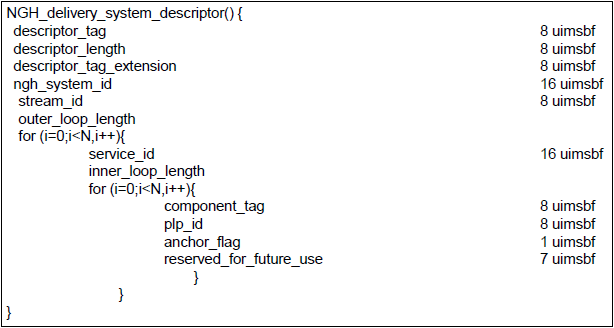 NGH_delivery_system_descriptor() {
descriptor_tag 8 uimsbf
descriptor_length 8 uimsbf
descriptor_tag_extension 8 uimsbf
ngh_system_id 16 uimsbf
stream_id 8 uimsbf
outer_loop_length
for (i=0;i<N,i++){
service_id 16 uimsbf
inner_loop_length
for (i=0;i<N,i++){
component_tag 8 uimsbf
plp_id 8 uimsbf
anchor_flag 1 uimsbf
reserved_for_future_use 7 uimsbf
}
}
}